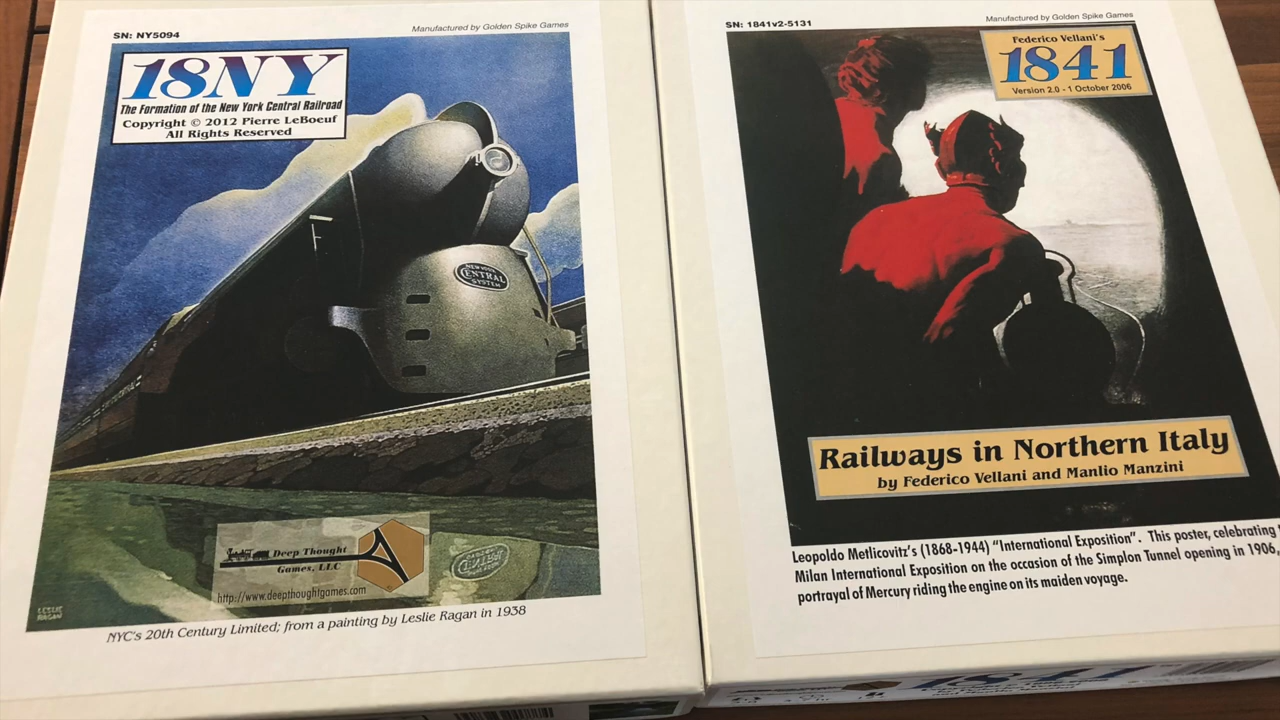 SN: NY5094
Manufactured by Golden Spike Games
18NY
The Formation of the New York Central Railroad
Copyright © 2012 Pierre LeBoeuf
All Rights Reserved
NEW YORK
CENTRAL
SYSTEM
Deep Thought
Games, LLC
http://www.deepthoughtgames.com
LESLIE
RAGAN
NYC's 20th Century Limited; from a painting by Leslie Ragan in 1938
SN: 1841v2-5131
Manufactured by Golden Spike Games
Federico Vellani's
1841
Version 2.0 - 1 October 2006
Railways in Northern Italy
by Federico Vellani and Manlio Manzini
Leopoldo Metlicovitz's (1868-1944) "International Exposition". This poster, celebrating
Milan International Exposition on the occasion of the Simplon Tunnel opening in 1906,
portrayal of Mercury riding the engine on its maiden voyage.
1841